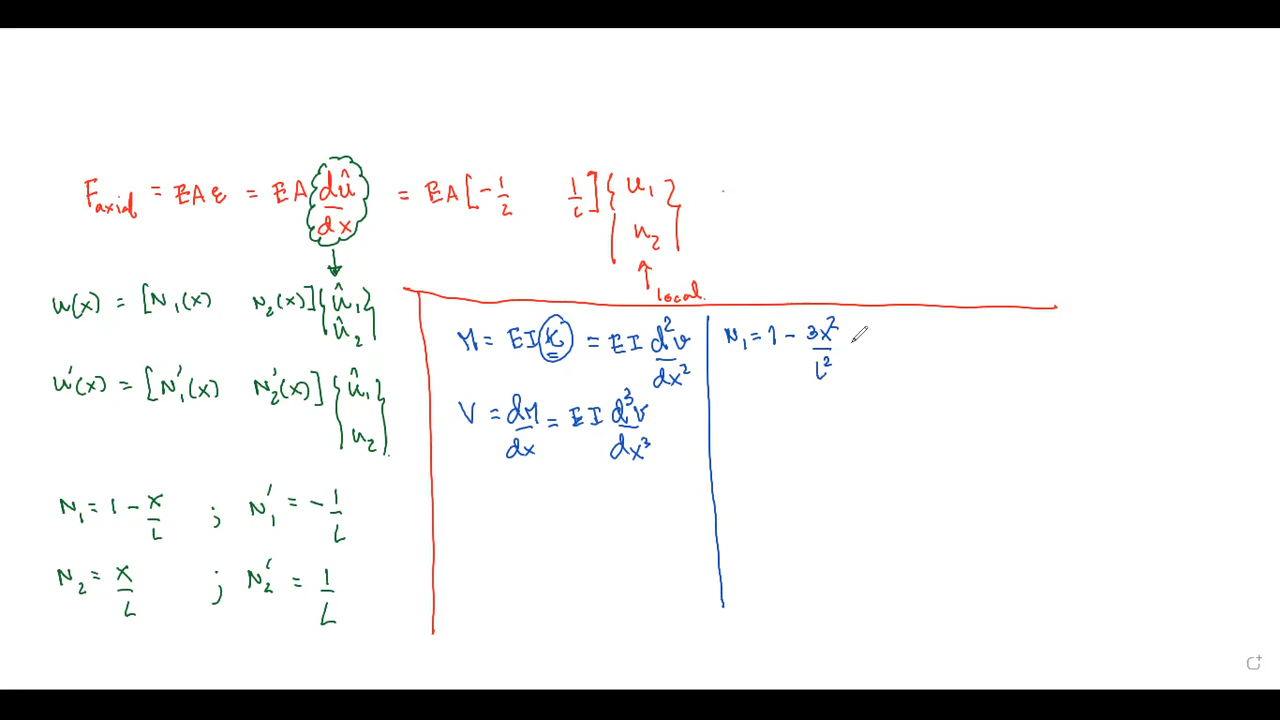 F_axial = EAε = EA dû/dx = EA[-1/L 1/L]{u₁ u₂}
local.
u(x) = [N₁(x) N₂(x)]{û₁ û₂}
u'(x) = [N₁'(x) N₂'(x)]{û₁ u₂}
N₁ = 1 - x/L ; N₁' = -1/L
N₂ = x/L ; N₂' = 1/L
M = EI κ = EI d²v/dx²
V = dM/dx = EI d³v/dx³
N₁ = 1 - 3x²/L²